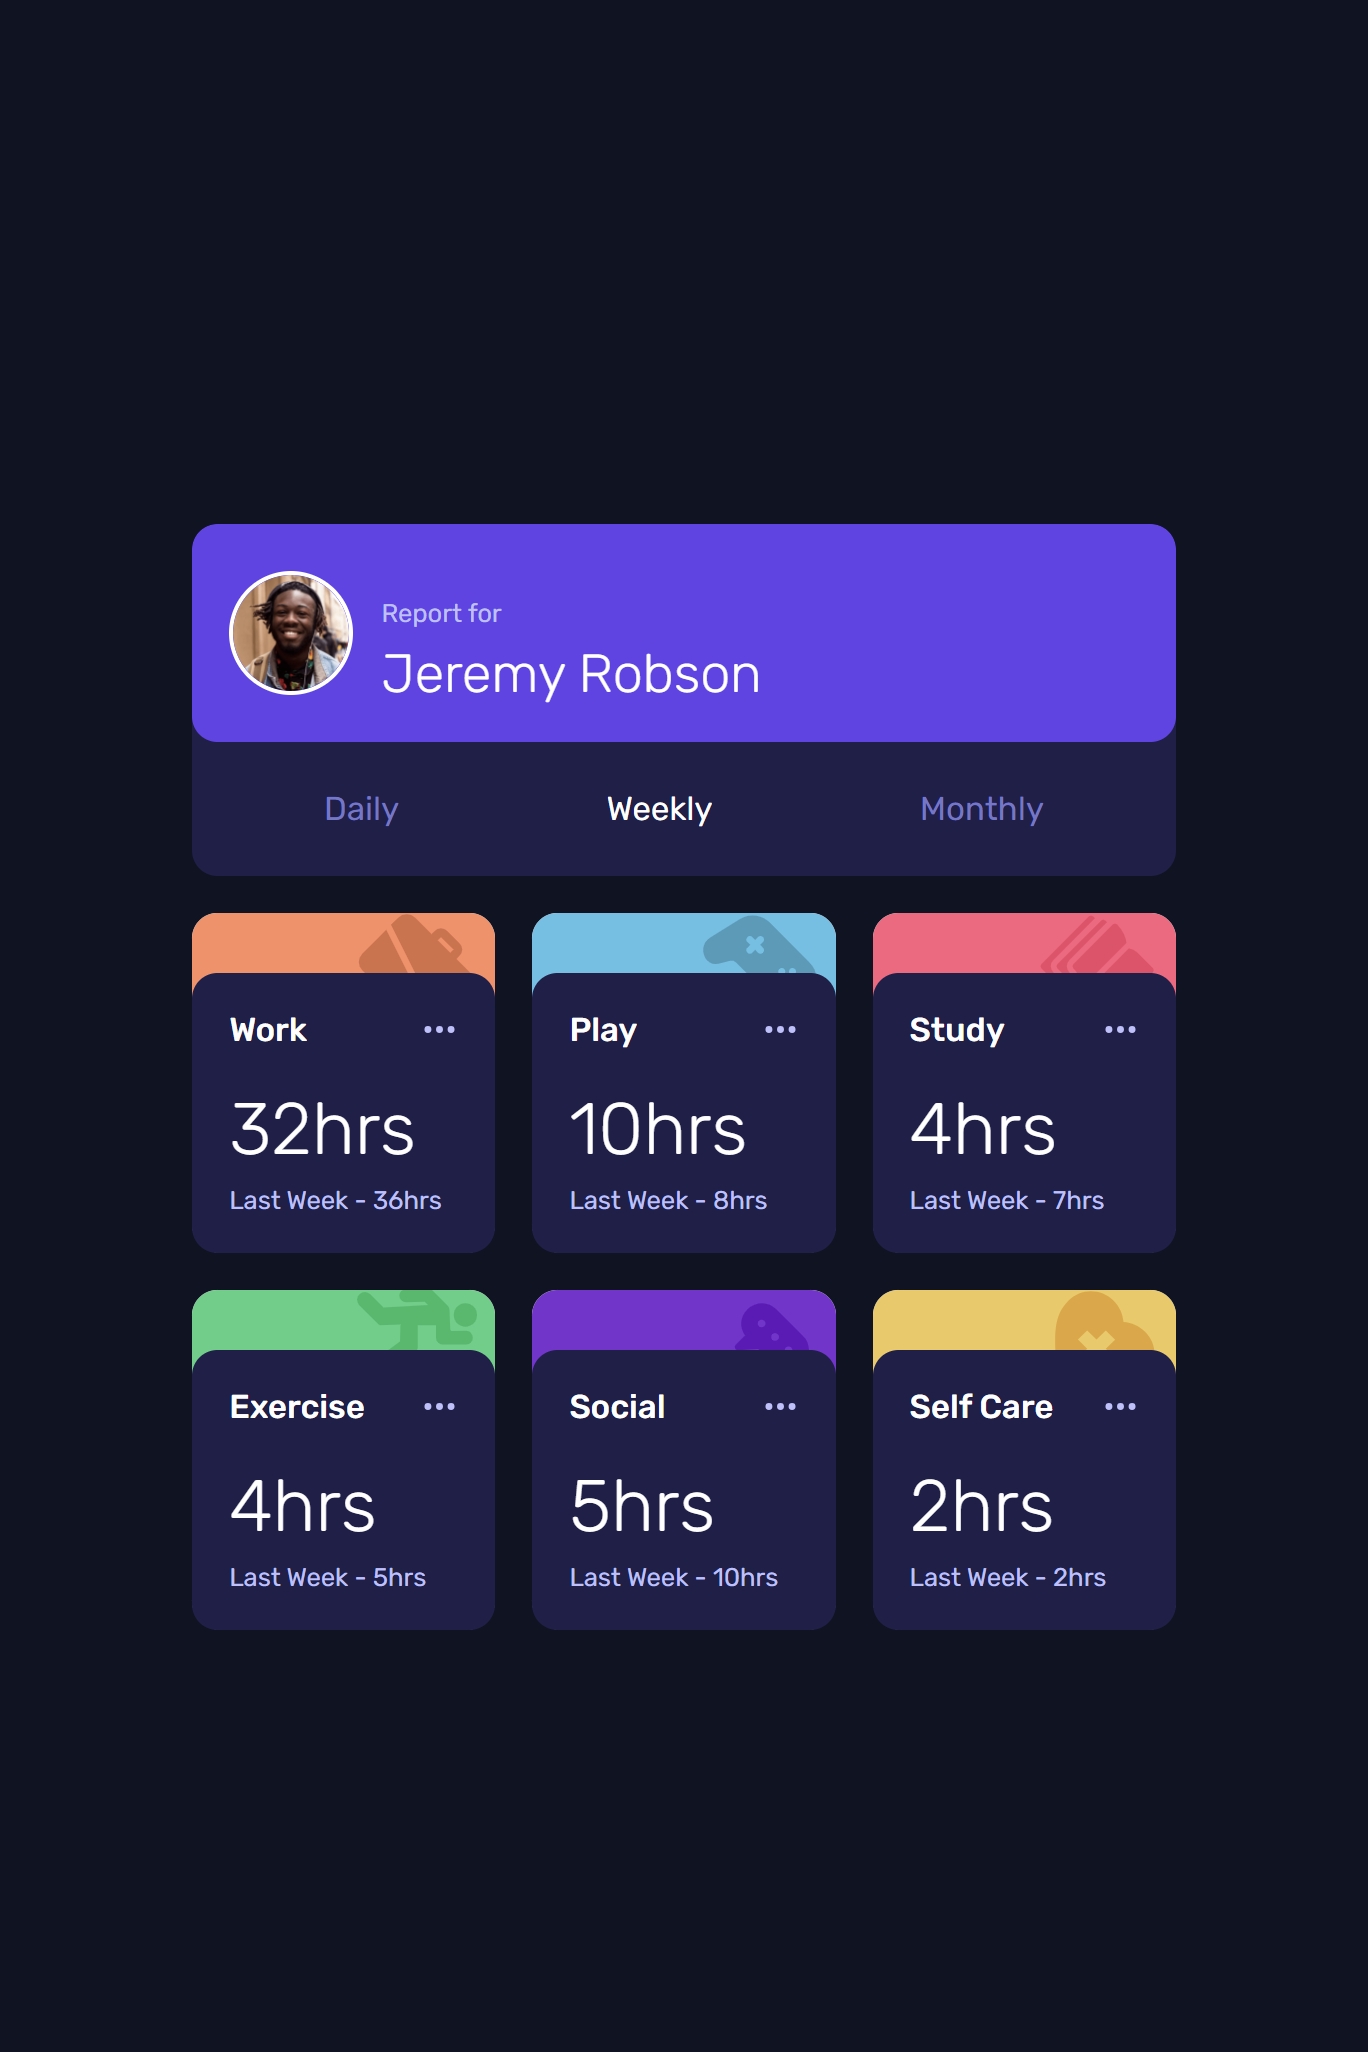 Report for
Jeremy Robson
Daily Weekly Monthly
Work
32hrs
Last Week - 36hrs
Play
10hrs
Last Week - 8hrs
Study
4hrs
Last Week - 7hrs
Exercise
4hrs
Last Week - 5hrs
Social
5hrs
Last Week - 10hrs
Self Care
2hrs
Last Week - 2hrs